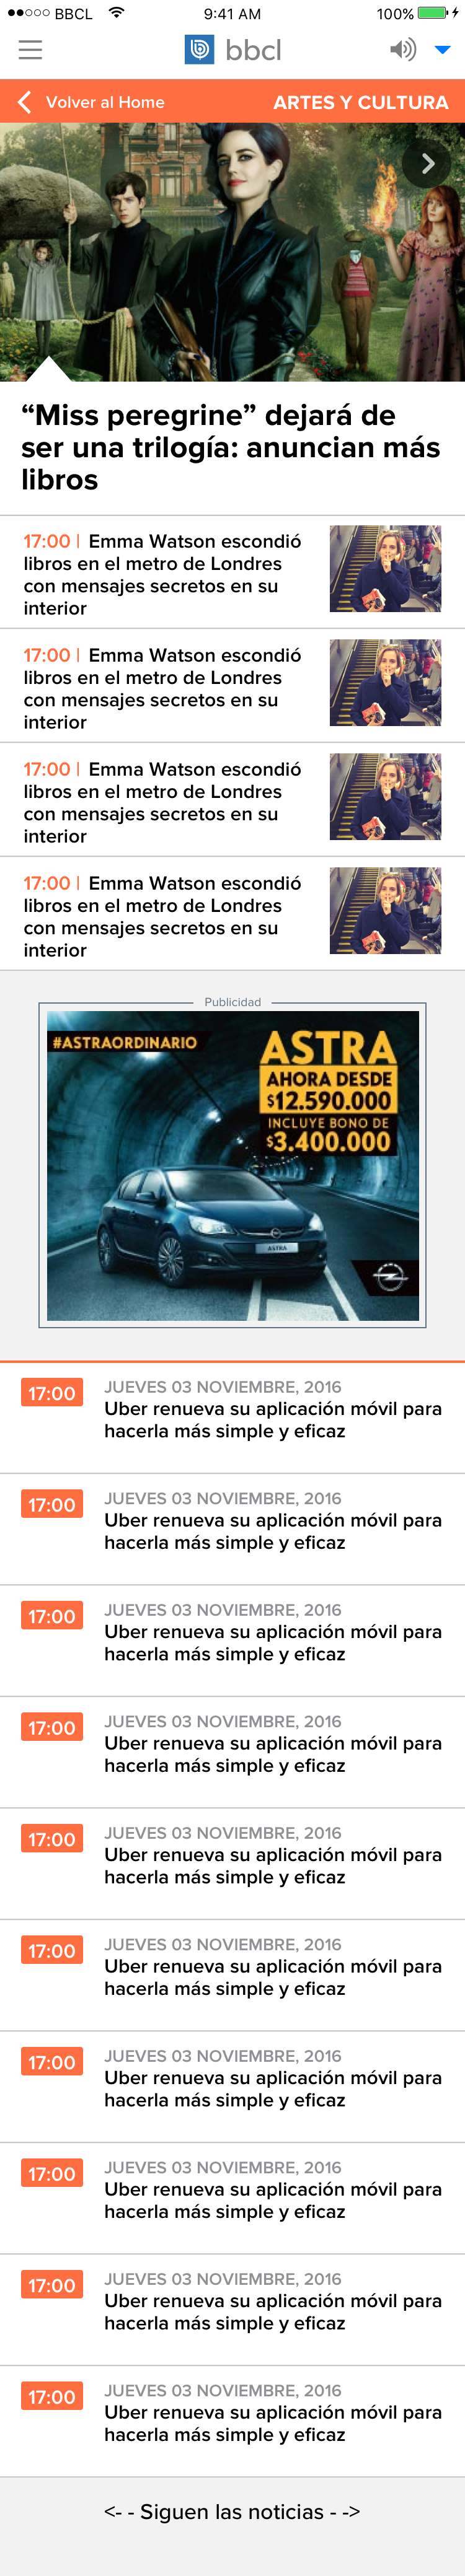 BBCL 9:41 AM 100%
bbcl
Volver al Home ARTES Y CULTURA
“Miss peregrine” dejará de
ser una trilogía: anuncian más
libros
17:00 | Emma Watson escondió
libros en el metro de Londres
con mensajes secretos en su
interior
17:00 | Emma Watson escondió
libros en el metro de Londres
con mensajes secretos en su
interior
17:00 | Emma Watson escondió
libros en el metro de Londres
con mensajes secretos en su
interior
17:00 | Emma Watson escondió
libros en el metro de Londres
con mensajes secretos en su
interior
Publicidad
#ASTRAORDINARIO
ASTRA
AHORA DESDE
$12.590.000
INCLUYE BONO DE
$3.400.000
ASTRA
17:00 JUEVES 03 NOVIEMBRE, 2016
Uber renueva su aplicación móvil para
hacerla más simple y eficaz
17:00 JUEVES 03 NOVIEMBRE, 2016
Uber renueva su aplicación móvil para
hacerla más simple y eficaz
17:00 JUEVES 03 NOVIEMBRE, 2016
Uber renueva su aplicación móvil para
hacerla más simple y eficaz
17:00 JUEVES 03 NOVIEMBRE, 2016
Uber renueva su aplicación móvil para
hacerla más simple y eficaz
17:00 JUEVES 03 NOVIEMBRE, 2016
Uber renueva su aplicación móvil para
hacerla más simple y eficaz
17:00 JUEVES 03 NOVIEMBRE, 2016
Uber renueva su aplicación móvil para
hacerla más simple y eficaz
17:00 JUEVES 03 NOVIEMBRE, 2016
Uber renueva su aplicación móvil para
hacerla más simple y eficaz
17:00 JUEVES 03 NOVIEMBRE, 2016
Uber renueva su aplicación móvil para
hacerla más simple y eficaz
17:00 JUEVES 03 NOVIEMBRE, 2016
Uber renueva su aplicación móvil para
hacerla más simple y eficaz
17:00 JUEVES 03 NOVIEMBRE, 2016
Uber renueva su aplicación móvil para
hacerla más simple y eficaz
<- - Siguen las noticias - ->